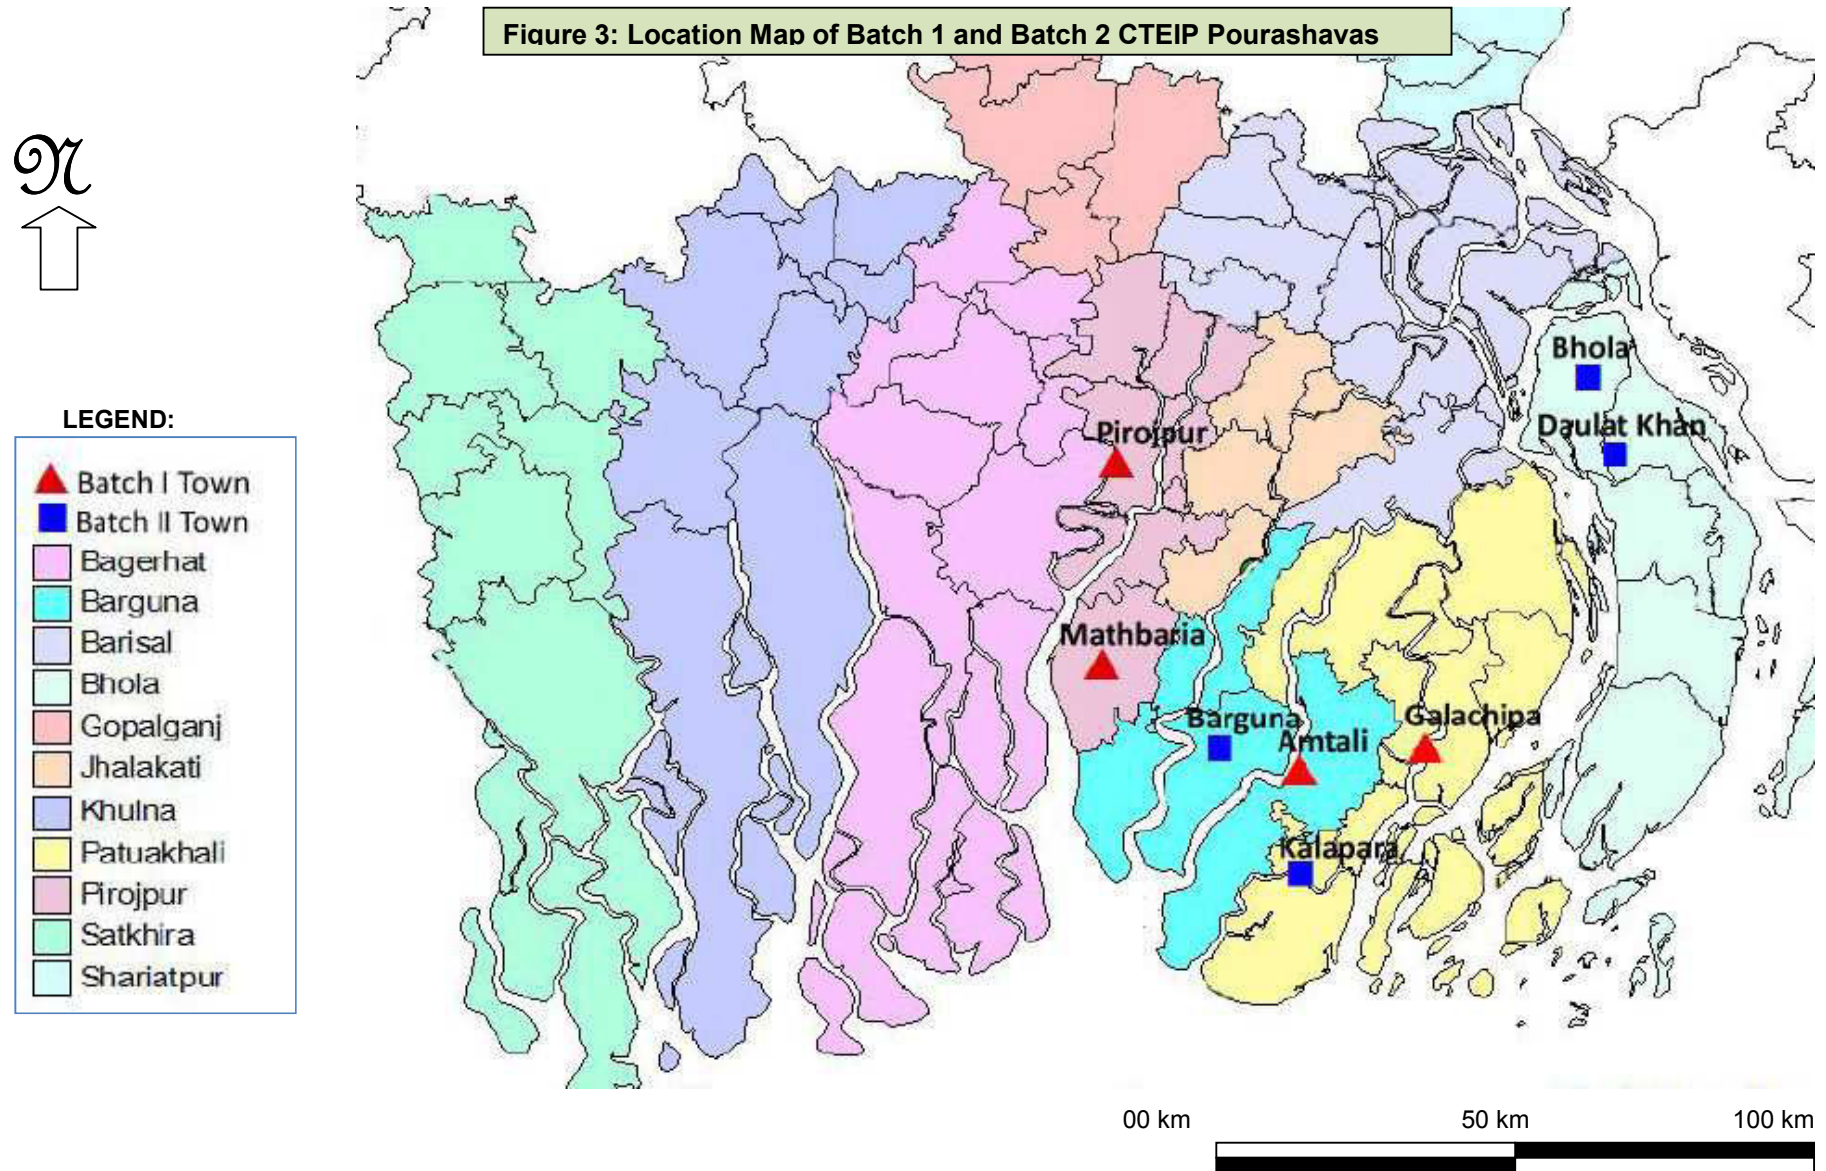 Figure 3: Location Map of Batch 1 and Batch 2 CTEIP Pourashavas
N
LEGEND:
Batch I Town
Batch II Town
Bagerhat
Barguna
Barisal
Bhola
Gopalganj
Jhalakati
Khulna
Patuakhali
Pirojpur
Satkhira
Shariatpur
Bhola
Daulat Khan
Pirojpur
Mathbaria
Barguna
Galachipa
Amtali
Kalapara
00 km 50 km 100 km